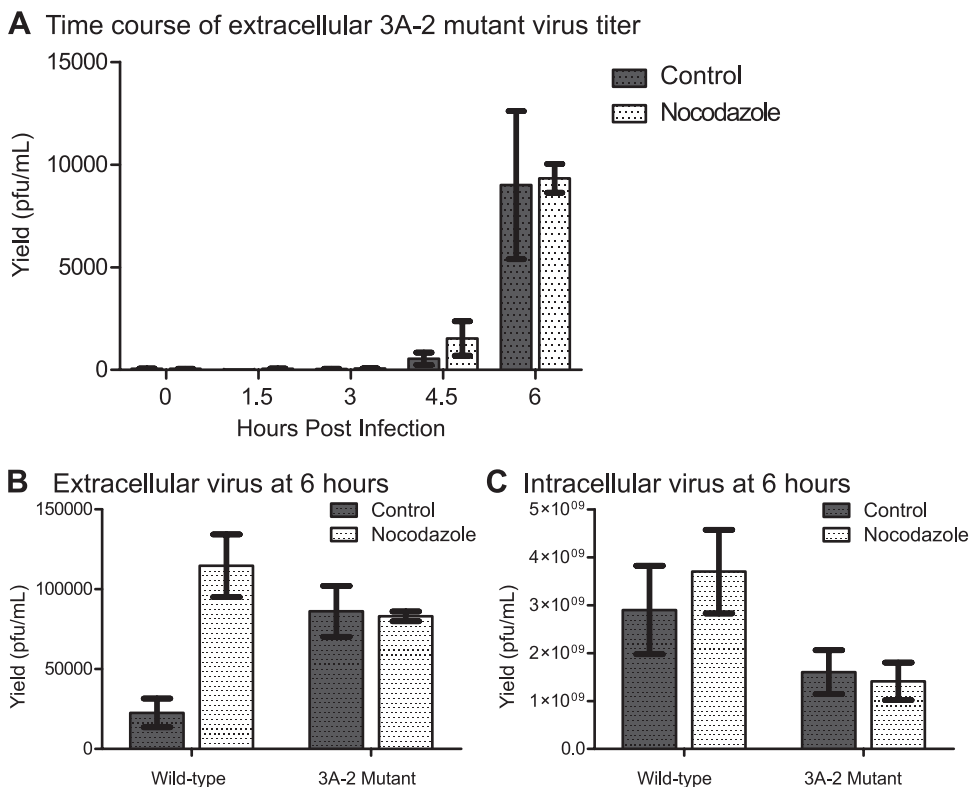 A Time course of extracellular 3A-2 mutant virus titer
15000
10000
5000
0
Yield (pfu/mL)
Control
Nocodazole
0 1.5 3 4.5 6
Hours Post Infection
B Extracellular virus at 6 hours
150000
100000
50000
0
Yield (pfu/mL)
Control
Nocodazole
Wild-type 3A-2 Mutant
C Intracellular virus at 6 hours
5×10⁰⁹
4×10⁰⁹
3×10⁰⁹
2×10⁰⁹
1×10⁰⁹
0.0
Yield (pfu/mL)
Control
Nocodazole
Wild-type 3A-2 Mutant